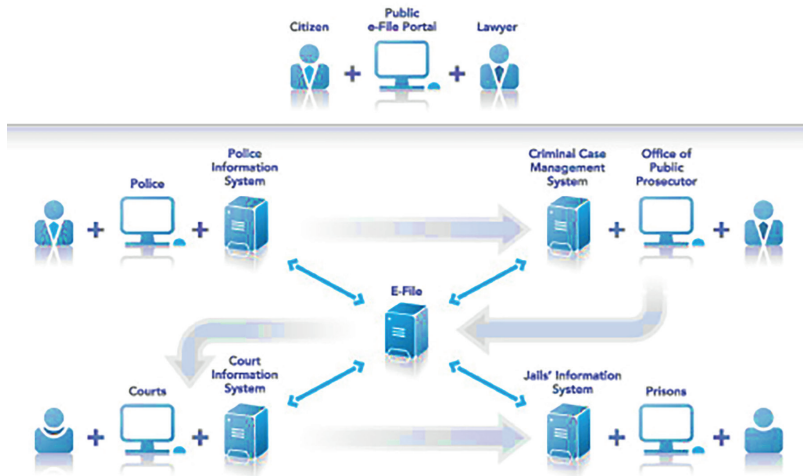 Public
Citizen
e-File Portal
Lawyer
Police
Information
System
Police
Criminal Case
Management
System
Office of
Public
Prosecutor
E-File
Court
Information
System
Courts
Jails' Information
System
Prisons